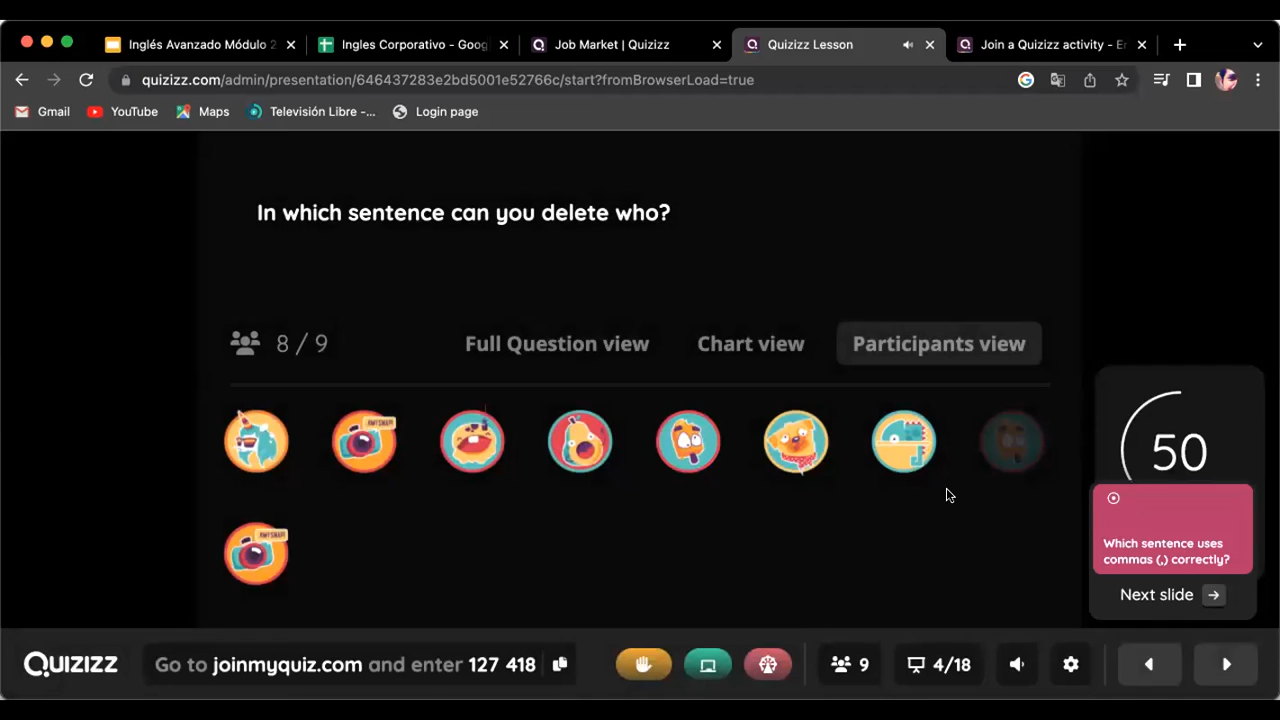 Inglés Avanzado Módulo 2
Ingles Corporativo - Goog
Job Market | Quizizz
Quizizz Lesson
Join a Quizizz activity - Er
quizizz.com/admin/presentation/646437283e2bd5001e52766c/start?fromBrowserLoad=true
Gmail
YouTube
Maps
Televisión Libre -...
Login page
In which sentence can you delete who?
8 / 9
Full Question view
Chart view
Participants view
50
Which sentence uses
commas (,) correctly?
Next slide
QUIZIZZ
Go to joinmyquiz.com and enter 127 418
9
4/18